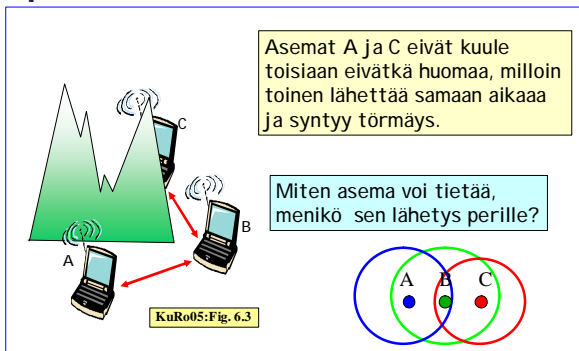 Asemat A ja C eivät kuule
toisiaan eivätkä huomaa, milloin
toinen lähettää samaan aikaaa
ja syntyy törmäys.
C
B
A
Miten asema voi tietää,
menikö sen lähetys perille?
KuRo05:Fig. 6.3
A B C